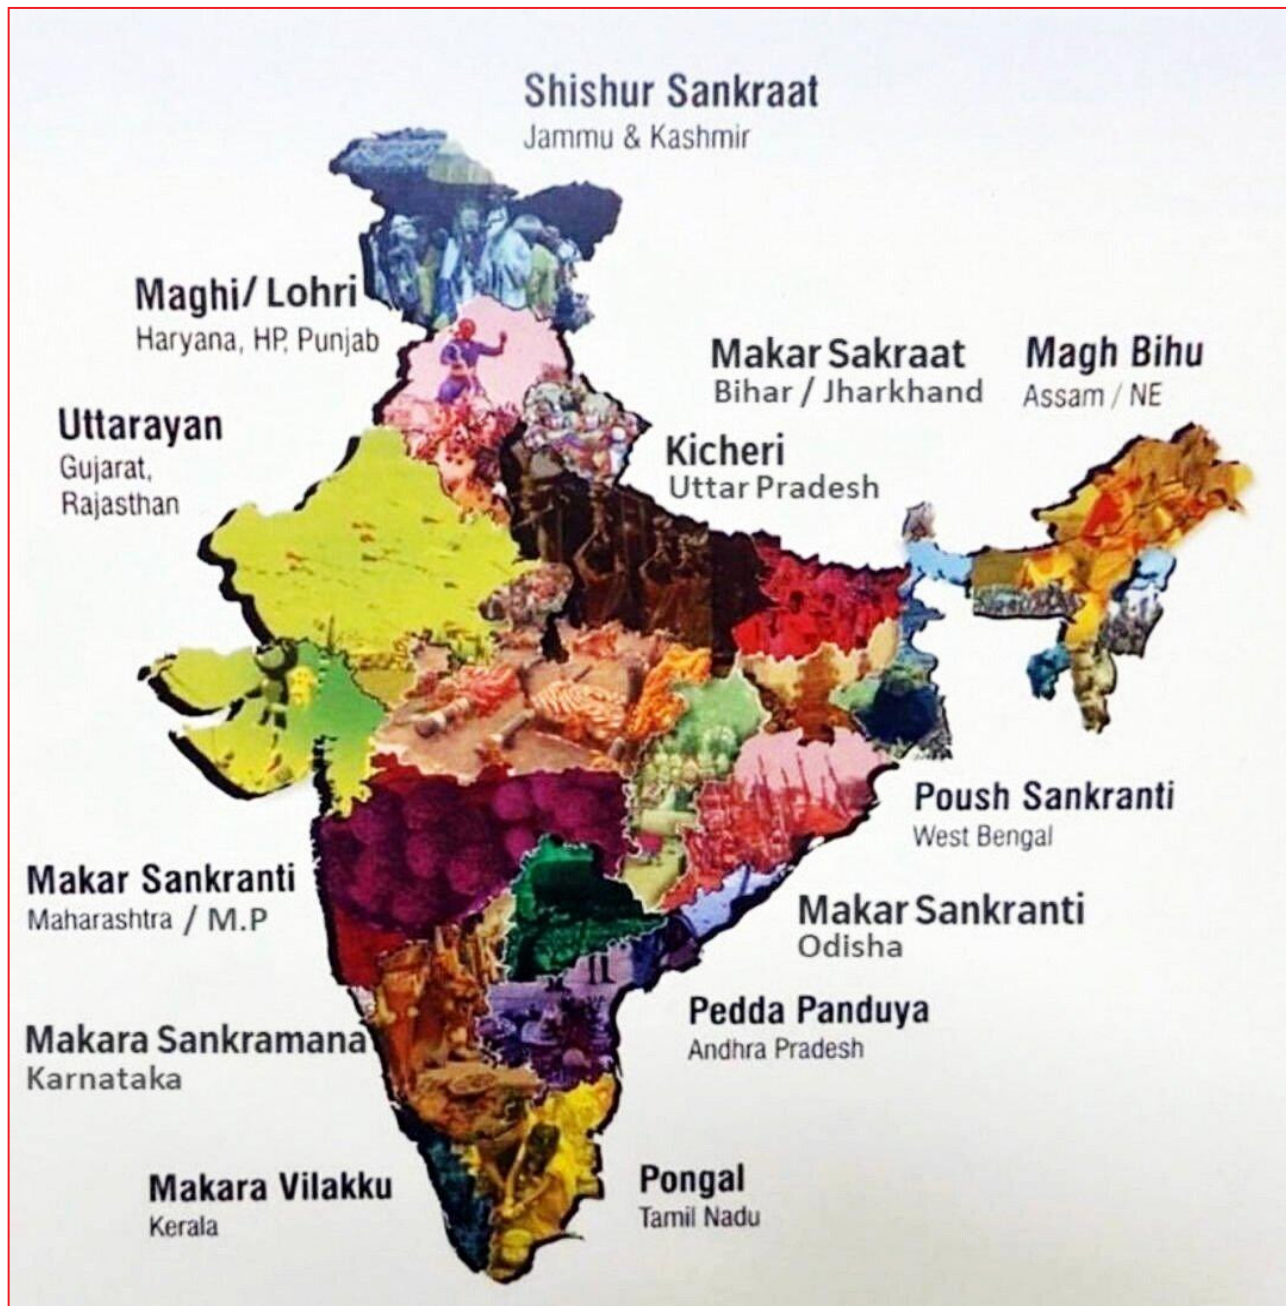 Shishur Sankraat
Jammu & Kashmir
Maghi/ Lohri
Haryana, HP, Punjab
Makar Sakraat
Bihar / Jharkhand
Magh Bihu
Assam / NE
Uttarayan
Gujarat,
Rajasthan
Kicheri
Uttar Pradesh
Poush Sankranti
West Bengal
Makar Sankranti
Maharashtra / M.P
Makar Sankranti
Odisha
Pedda Panduya
Andhra Pradesh
Makara Sankramana
Karnataka
Makara Vilakku
Kerala
Pongal
Tamil Nadu